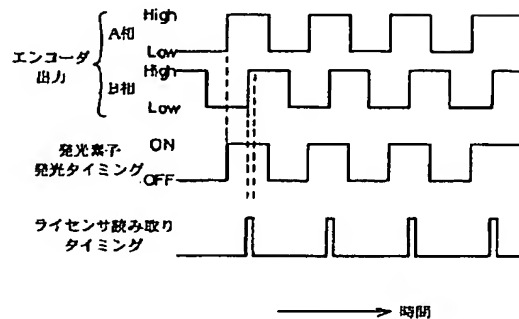 High
A相
Low
エンコーダ
出力
High
B相
Low
発光素子
発光タイミング
ON
OFF
ライセンサ読み取り
タイミング
時間